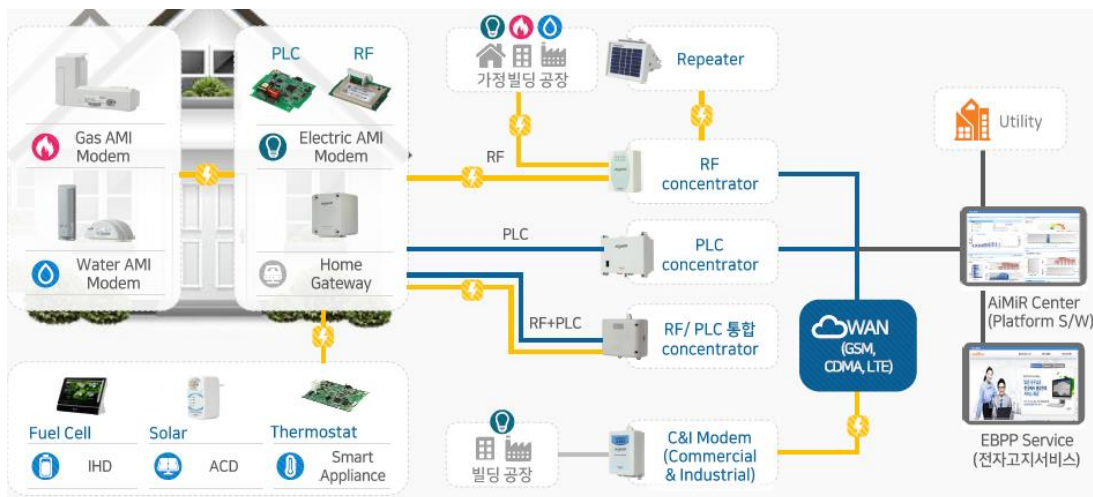 PLC
RF
Gas AMI
Modem
Electric AMI
Modem
Water AMI
Modem
Home
Gateway
가정 빌딩 공장
Repeater
RF
RF
concentrator
PLC
PLC
concentrator
RF+PLC
RF/ PLC 통합
concentrator
빌딩 공장
C&I Modem
(Commercial
& Industrial)
WAN
(GSM,
CDMA, LTE)
Utility
AiMiR Center
(Platform S/W)
EBPP Service
(전자고지서비스)
Fuel Cell
Solar
Thermostat
IHD
ACD
Smart
Appliance